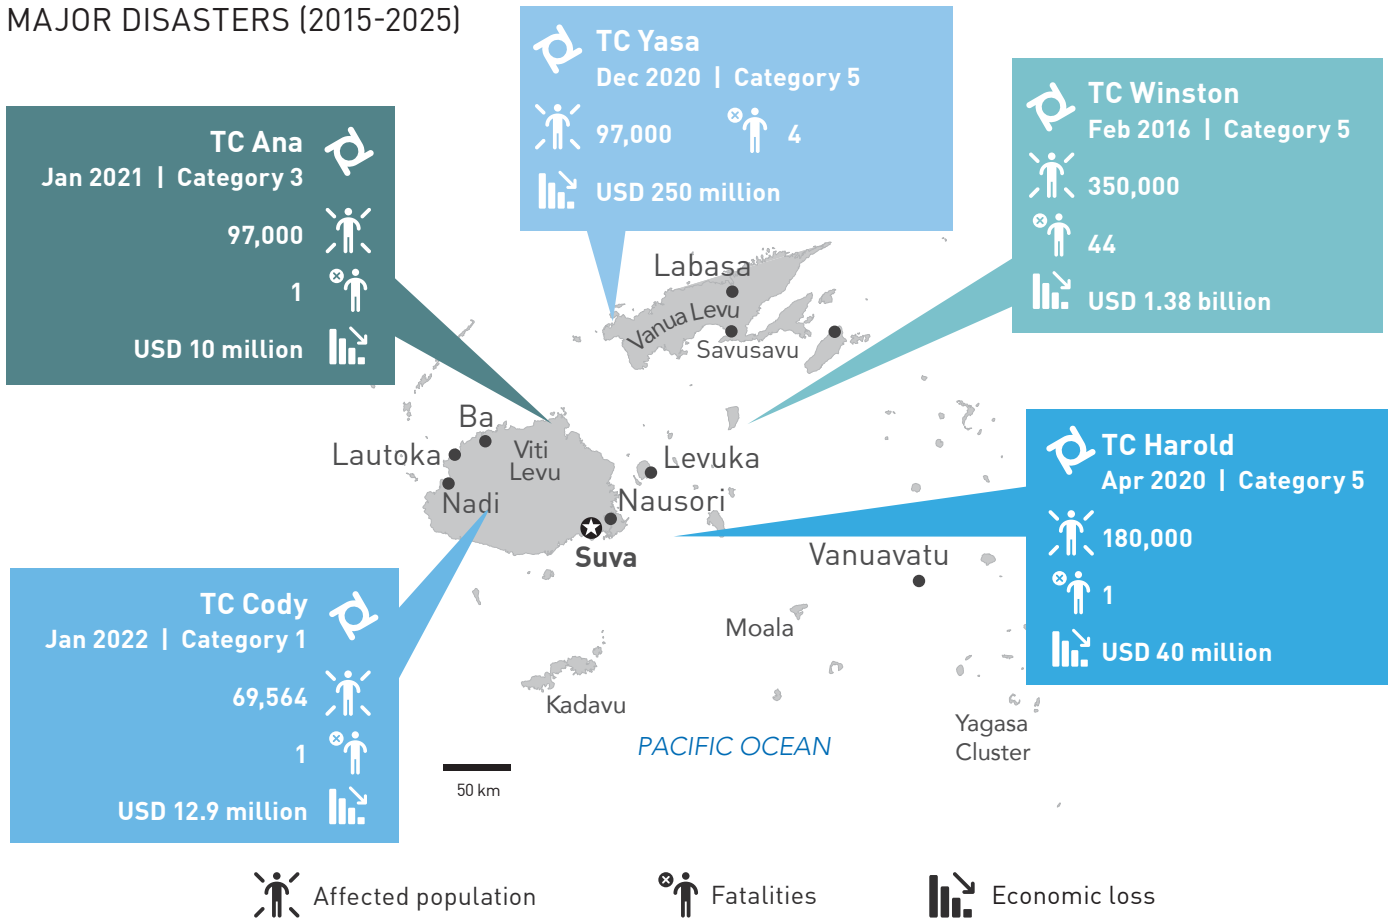 MAJOR DISASTERS (2015-2025)
TC Yasa
Dec 2020 | Category 5
97,000
4
USD 250 million
TC Winston
Feb 2016 | Category 5
350,000
44
USD 1.38 billion
TC Ana
Jan 2021 | Category 3
97,000
1
USD 10 million
Labasa
Vanua Levu
Savusavu
Ba
Lautoka
Viti
Levu
Nadi
Levuka
Nausori
Suva
TC Harold
Apr 2020 | Category 5
180,000
1
USD 40 million
Vanuavatu
Moala
Kadavu
Yagasa
Cluster
PACIFIC OCEAN
50 km
TC Cody
Jan 2022 | Category 1
69,564
1
USD 12.9 million
Affected population
Fatalities
Economic loss